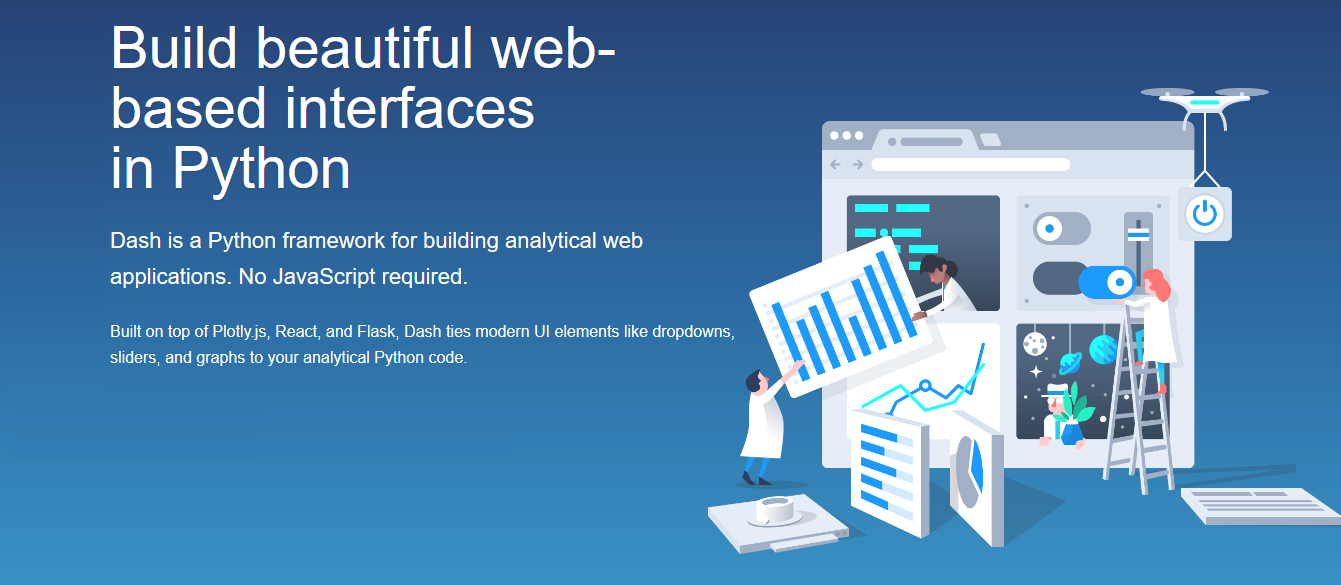 Build beautiful web-
based interfaces
in Python
Dash is a Python framework for building analytical web
applications. No JavaScript required.
Built on top of Plotly.js, React, and Flask, Dash ties modern UI elements like dropdowns,
sliders, and graphs to your analytical Python code.